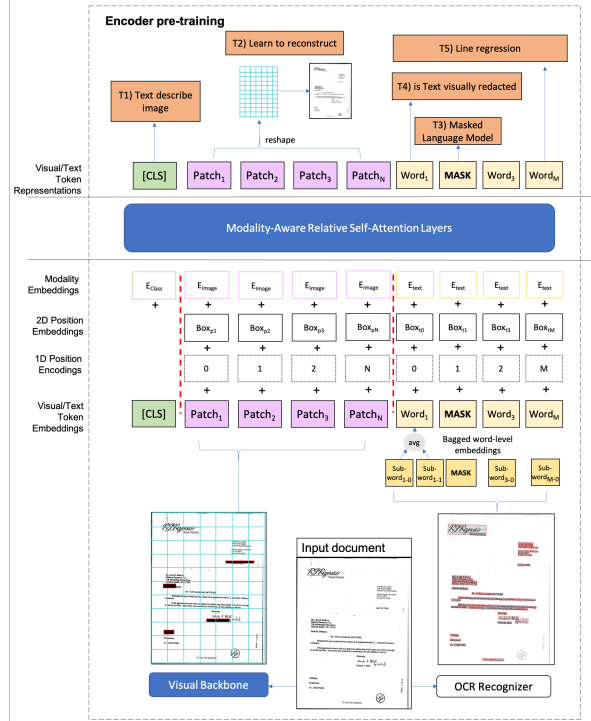 Encoder pre-training
T2) Learn to reconstruct
T5) Line regression
T1) Text describe
image
T4) is Text visually redacted
T3) Masked
Language Model
reshape
Visual/Text
Token
Representations
[CLS] Patch1 Patch2 Patch3 PatchN Word1 MASK Word3 WordM
Modality-Aware Relative Self-Attention Layers
Modality
Embeddings
EClass EImage EImage EImage EImage Etext Etext Etext Etext
+ + + + + + + + +
2D Position
Embeddings
Boxp1 Boxp2 Boxp3 BoxpN Boxt0 Boxt1 Boxt3 BoxtM
+ + + + + + + +
1D Position
Encodings
0 1 2 N 0 1 2 M
+ + + + + + + +
Visual/Text
Token
Embeddings
[CLS] Patch1 Patch2 Patch3 PatchN Word1 MASK Word3 WordM
avg
Bagged word-level
embeddings
Sub-word1-0 Sub-word1-1 MASK Sub-word3-0 Sub-wordM-0
Input document
Visual Backbone
OCR Recognizer